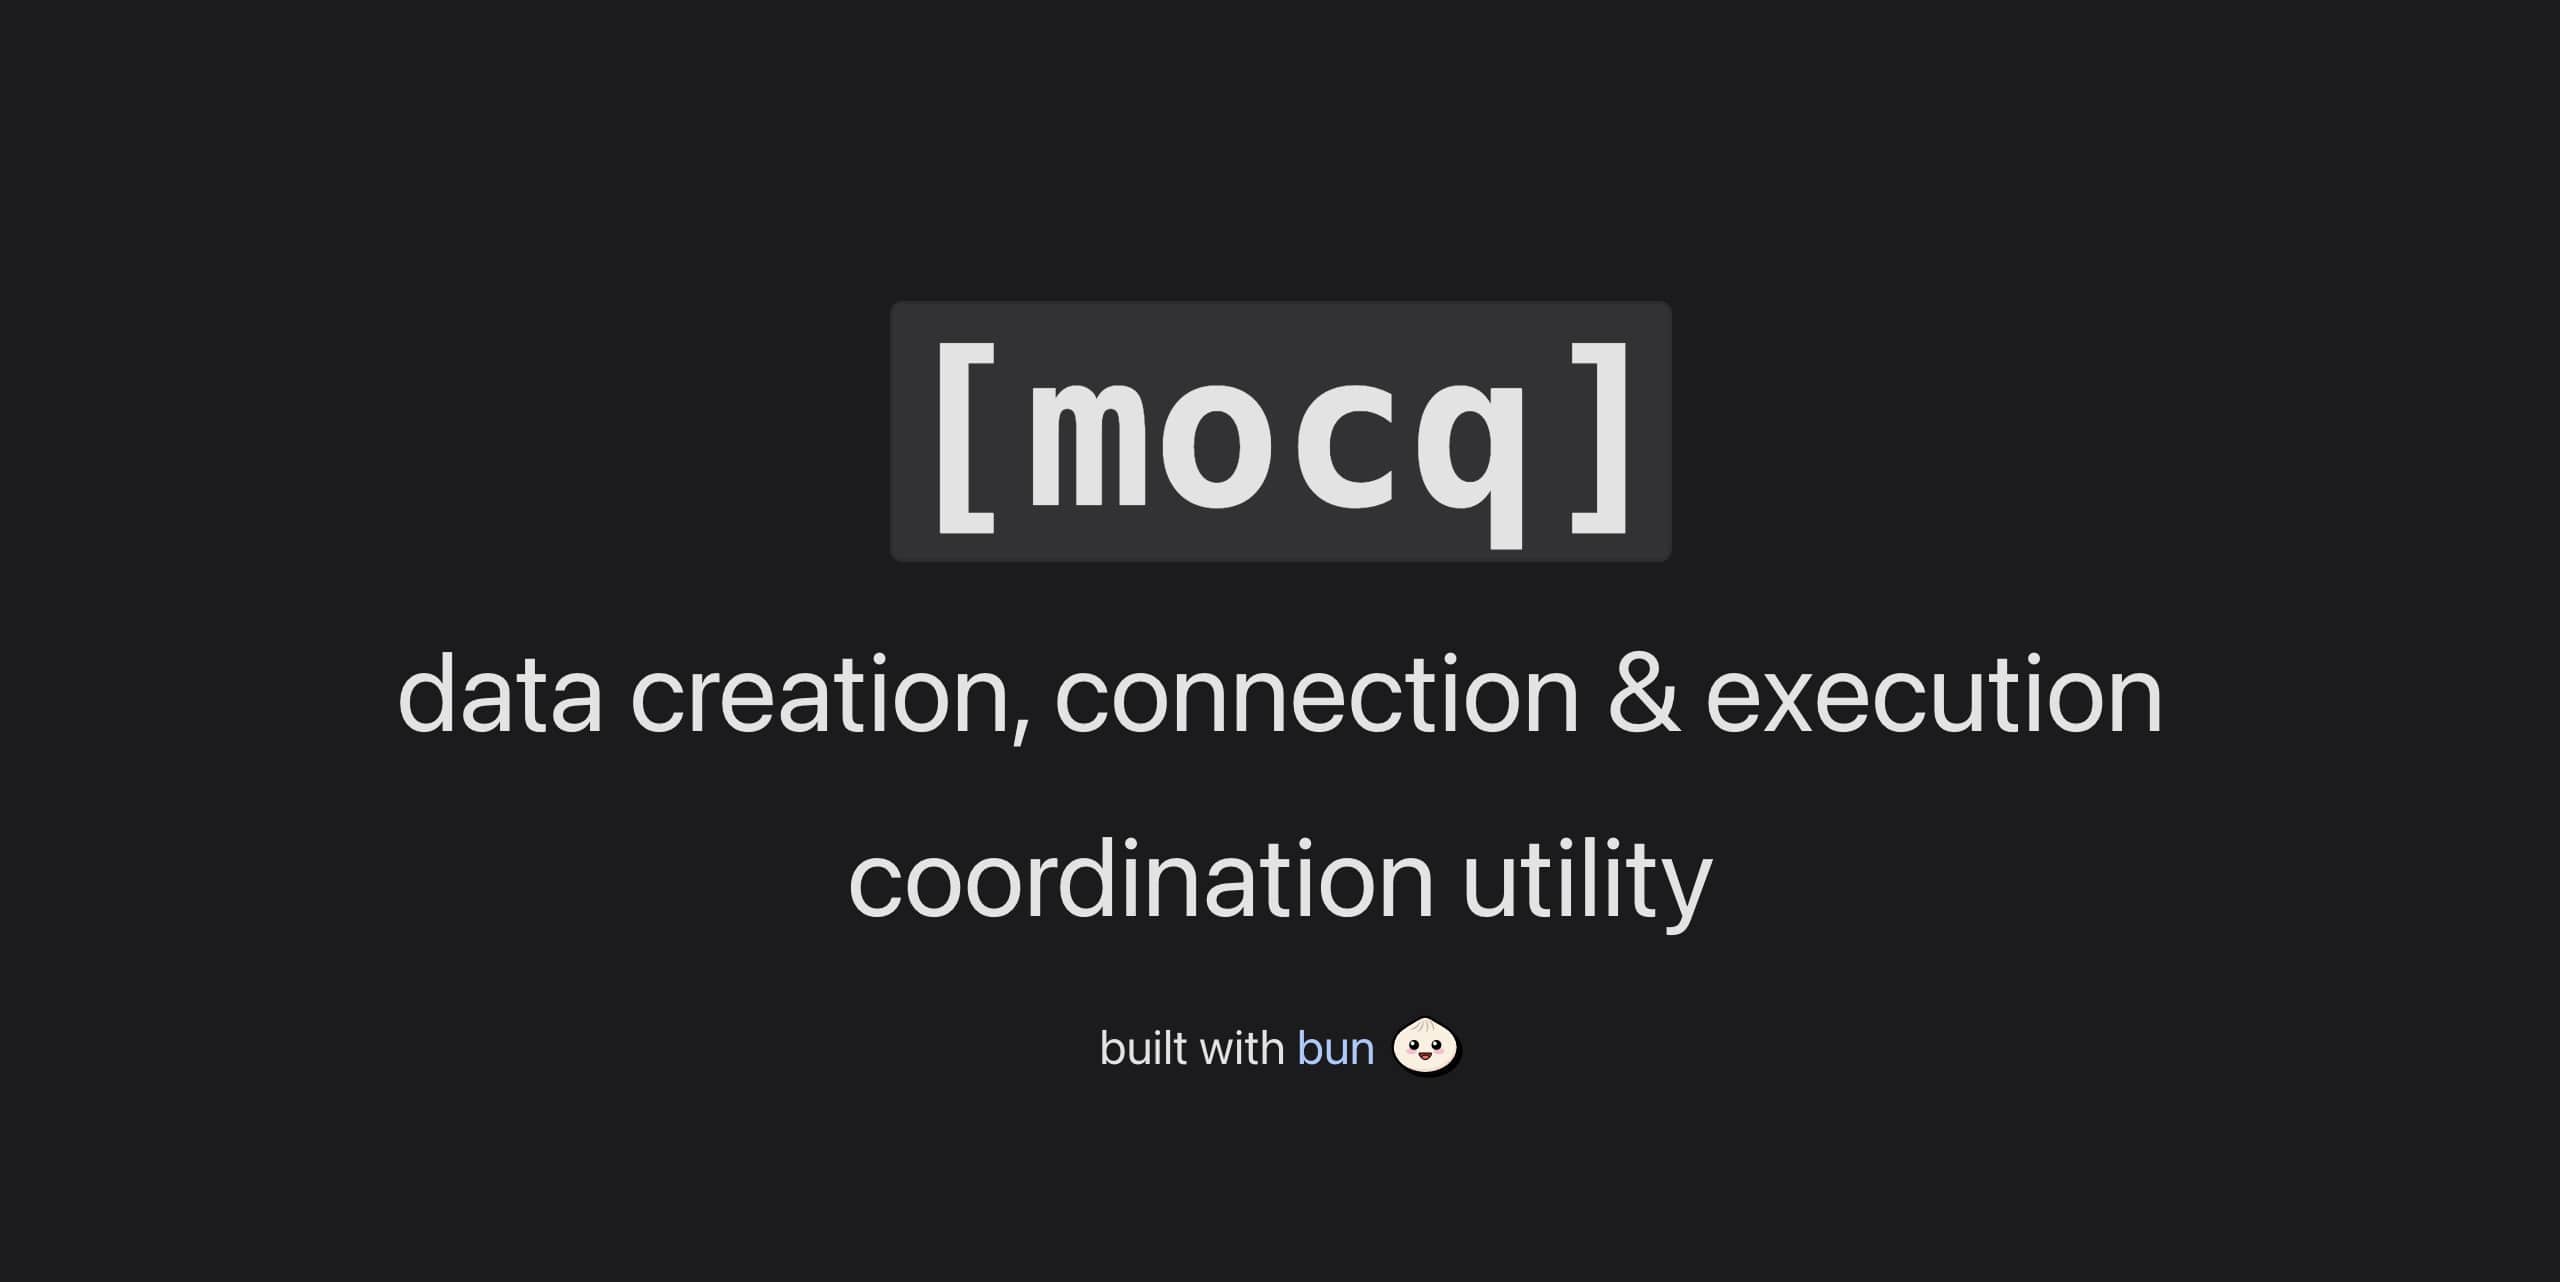 [mocq]
data creation, connection & execution
coordination utility
built with bun